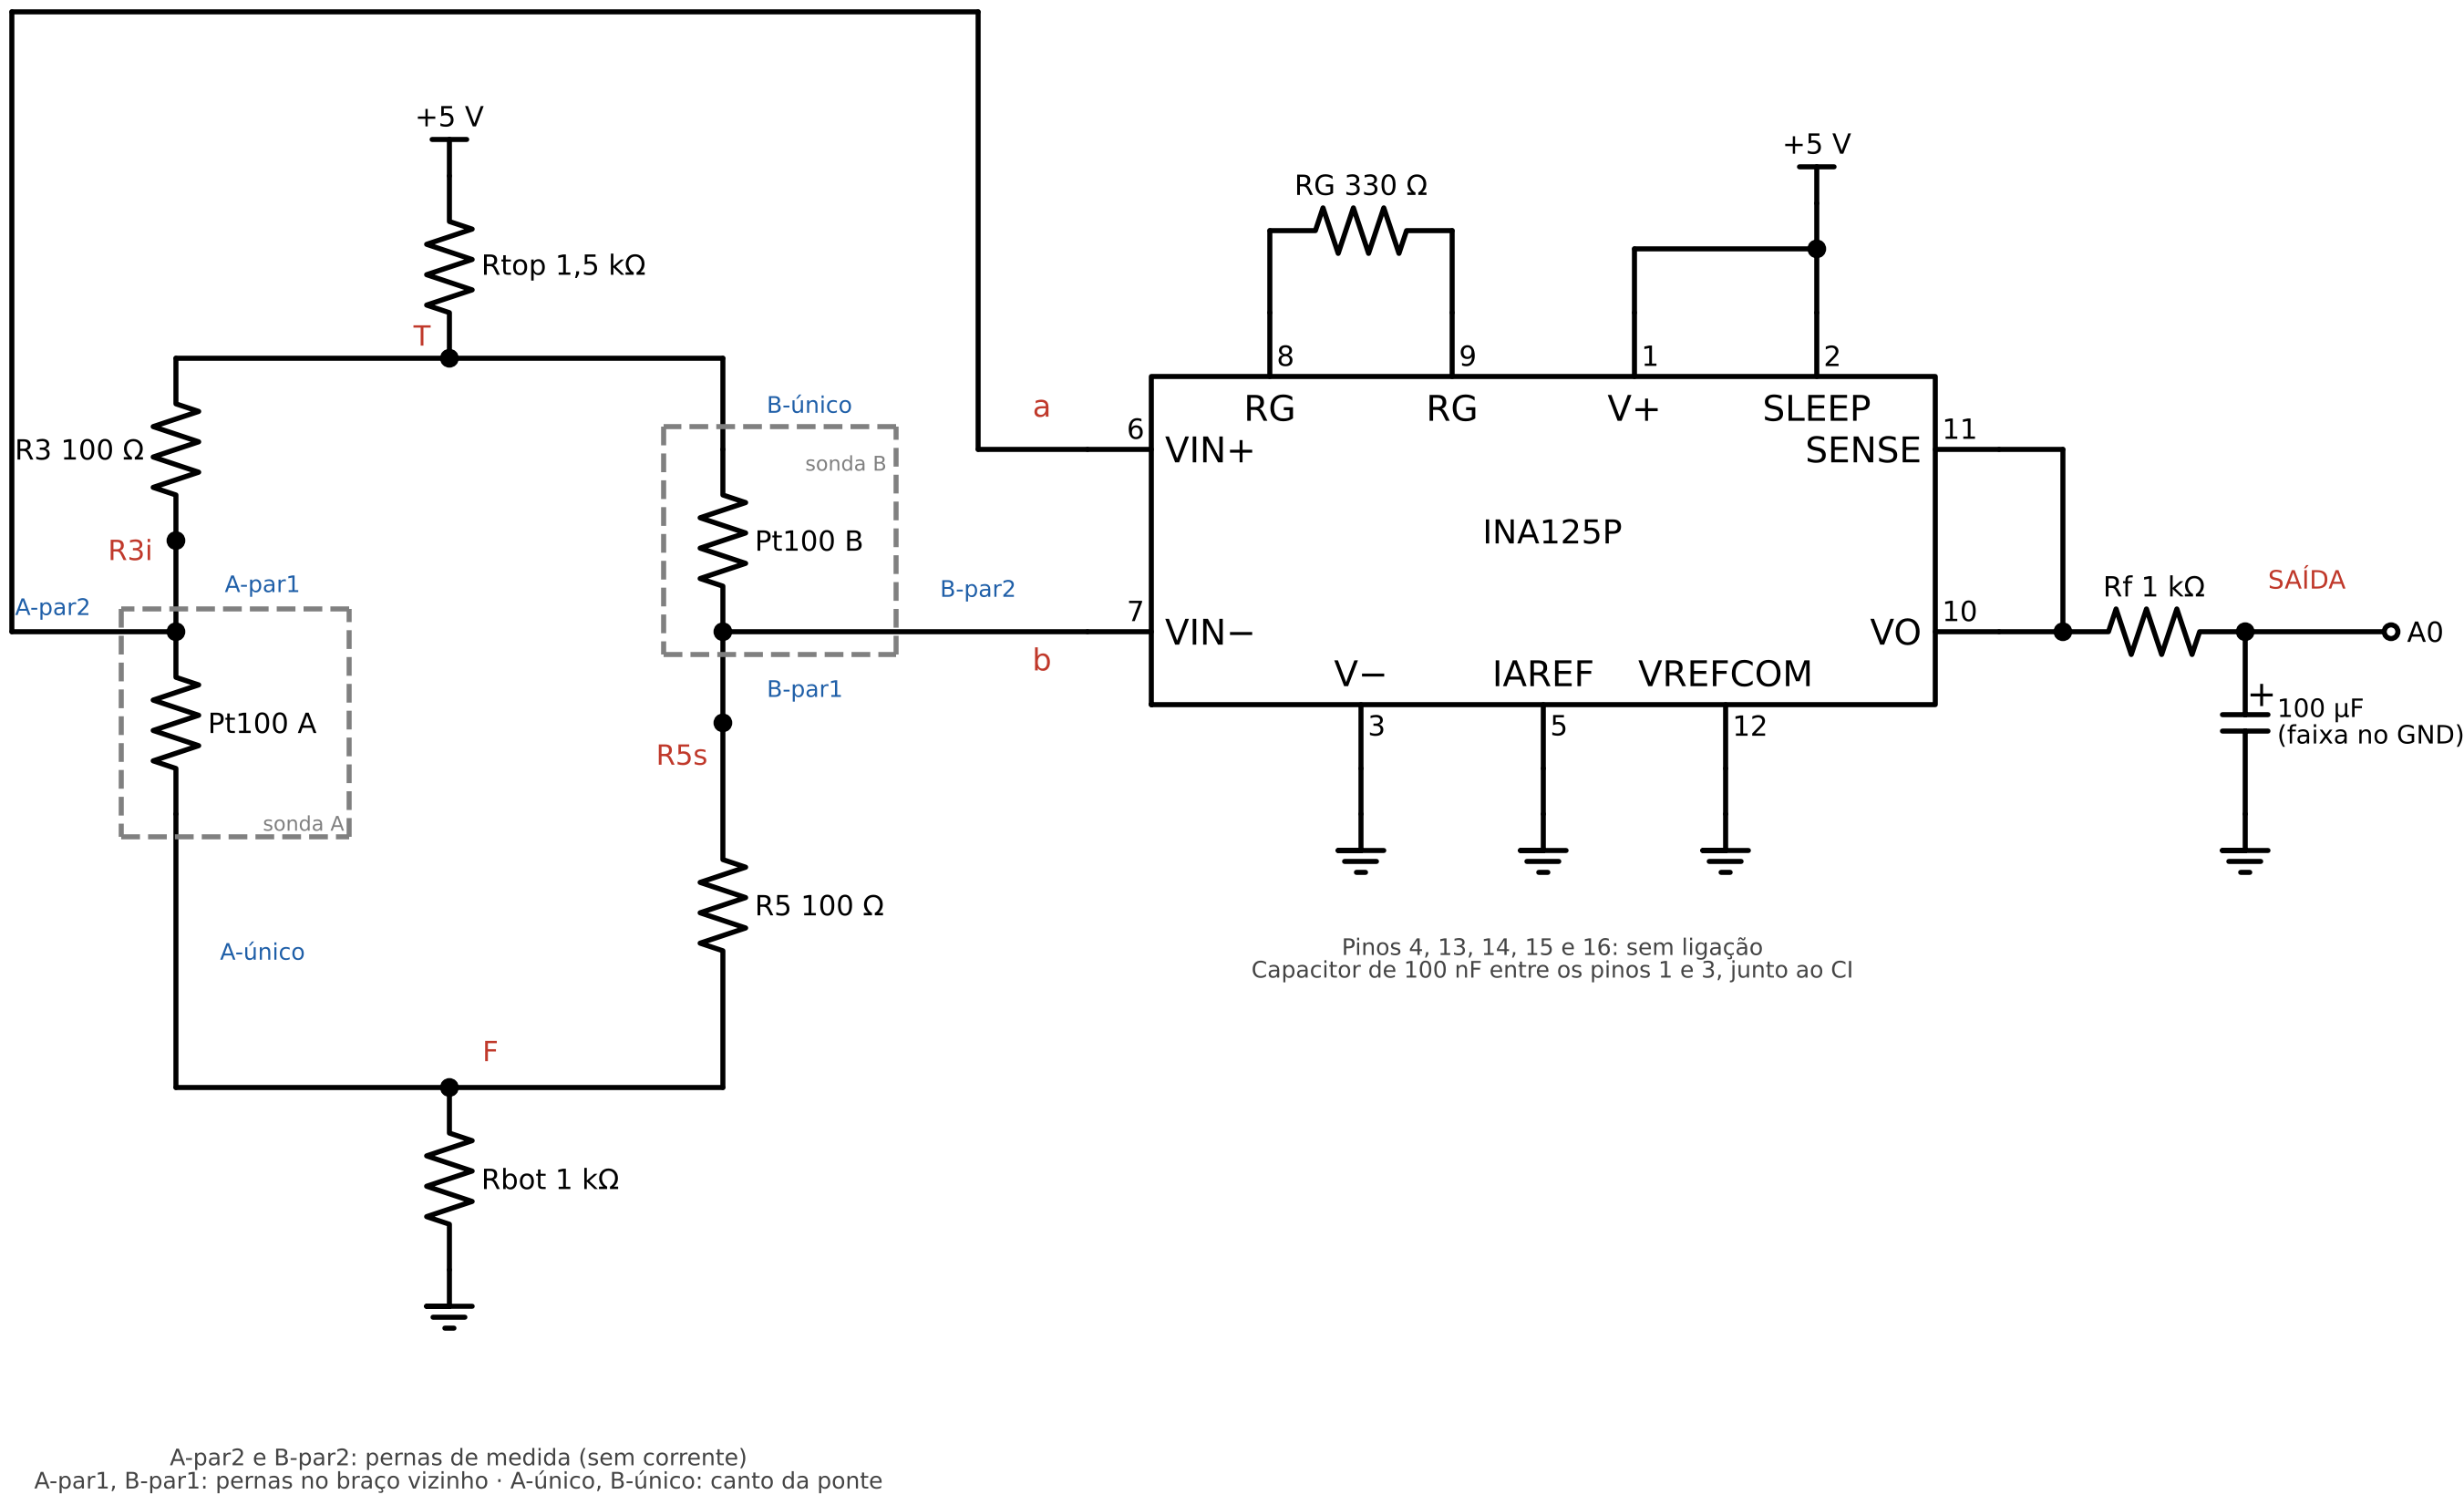 +5 V
Rtop 1,5 kΩ
T
R3 100 Ω
R3i
A-par1
A-par2
Pt100 A
sonda A
A-único
B-único
sonda B
Pt100 B
B-par2
B-par1
R5s
R5 100 Ω
F
Rbot 1 kΩ
a
b
RG 330 Ω
+5 V
8
9
1
2
RG
RG
V+
SLEEP
6
VIN+
SENSE
11
INA125P
7
VIN−
VO
10
V−
IAREF
VREFCOM
3
5
12
Rf 1 kΩ
SAÍDA
A0
+
100 µF
(faixa no GND)
Pinos 4, 13, 14, 15 e 16: sem ligação
Capacitor de 100 nF entre os pinos 1 e 3, junto ao CI
A-par2 e B-par2: pernas de medida (sem corrente)
A-par1, B-par1: pernas no braço vizinho · A-único, B-único: canto da ponte